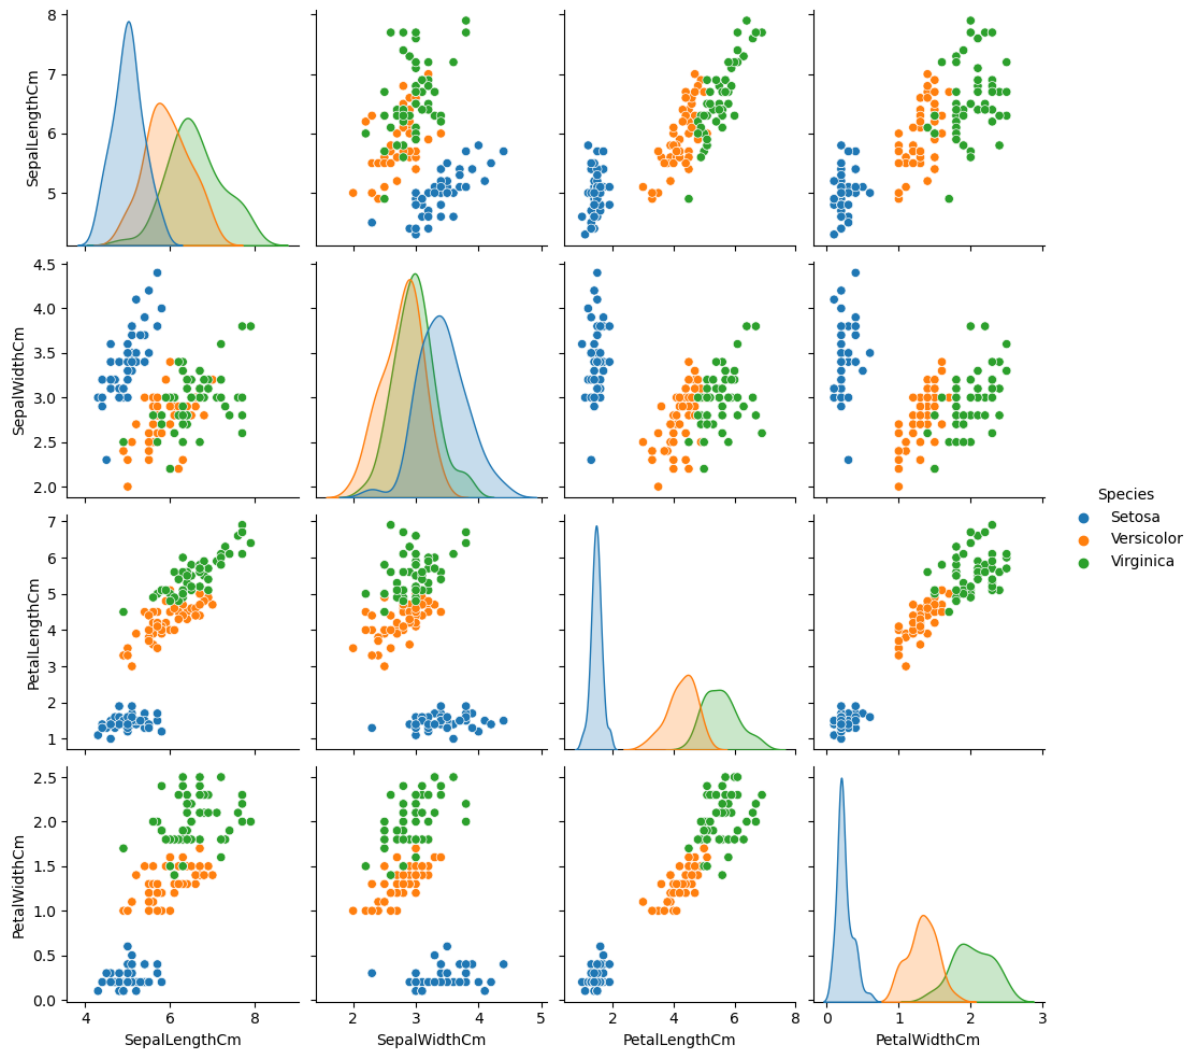 8
7
6
5
SepalLengthCm
4.5
4.0
3.5
3.0
2.5
2.0
SepalWidthCm
Species
Setosa
Versicolor
Virginica
7
6
5
4
3
2
1
PetalLengthCm
2.5
2.0
1.5
1.0
0.5
0.0
PetalWidthCm
4 6 8 2 3 4 5 2 4 6 8 0 1 2 3
SepalLengthCm SepalWidthCm PetalLengthCm PetalWidthCm